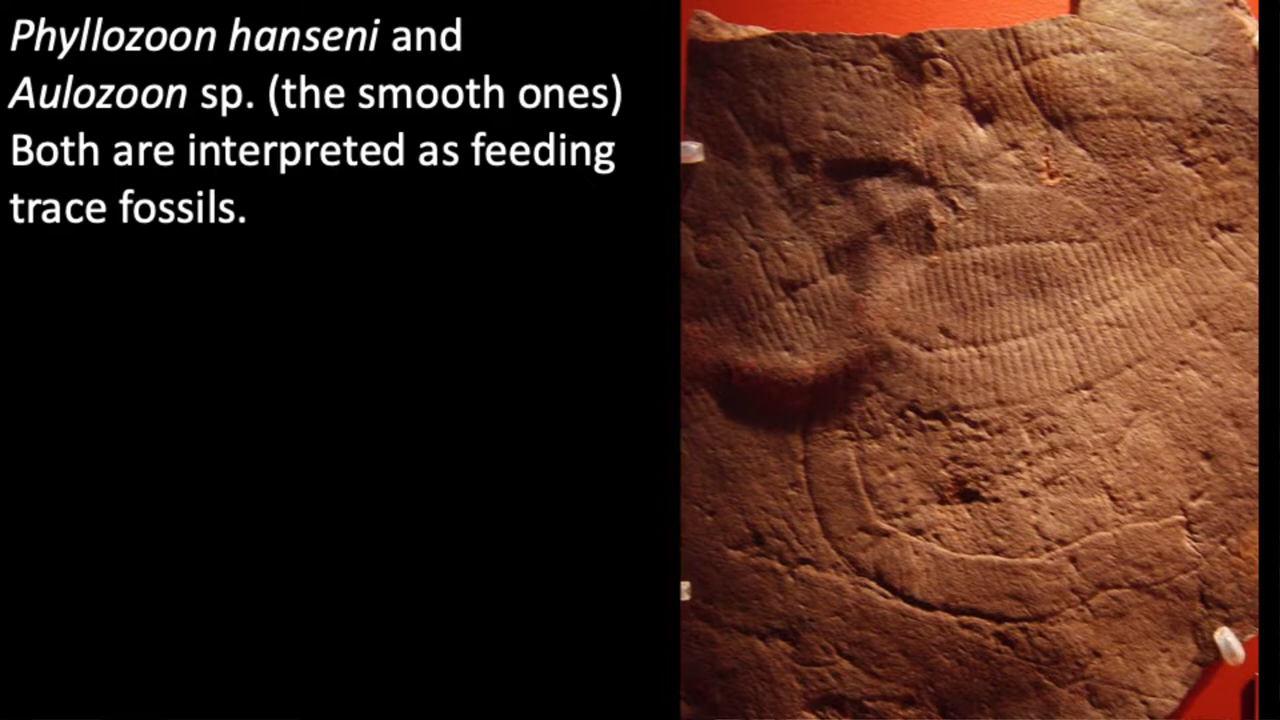 Phyllozoon hanseni and
Aulozoon sp. (the smooth ones)
Both are interpreted as feeding
trace fossils.